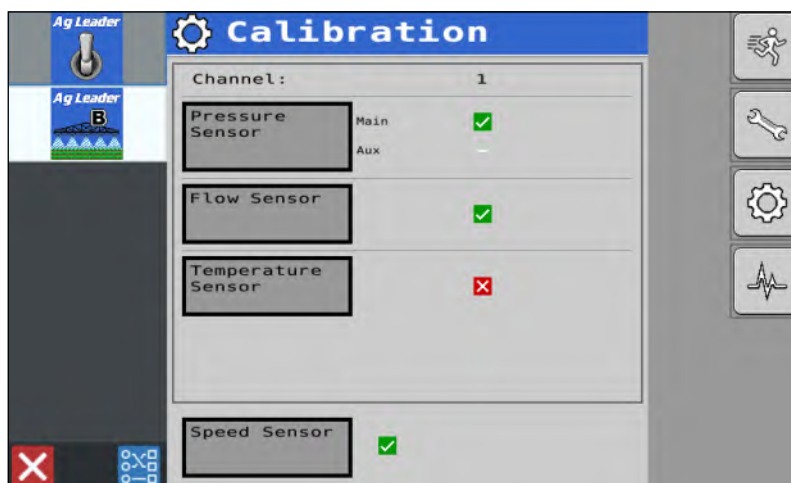 Ag Leader
Calibration
Channel: 1
Ag Leader
B
Pressure
Sensor
Main
Aux
Flow Sensor
Temperature
Sensor
Speed Sensor